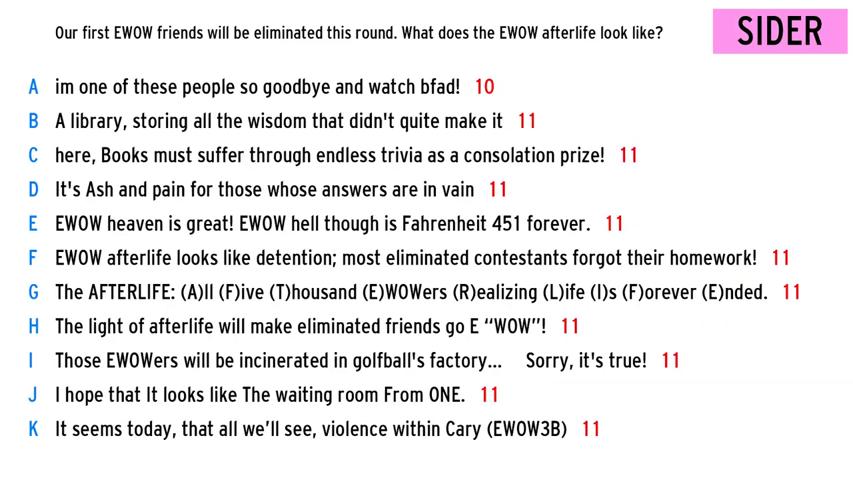 Our first EWOW friends will be eliminated this round. What does the EWOW afterlife look like?
SIDER
A im one of these people so goodbye and watch bfad! 10
B A library, storing all the wisdom that didn't quite make it 11
C here, Books must suffer through endless trivia as a consolation prize! 11
D It's Ash and pain for those whose answers are in vain 11
E EWOW heaven is great! EWOW hell though is Fahrenheit 451 forever. 11
F EWOW afterlife looks like detention; most eliminated contestants forgot their homework! 11
G The AFTERLIFE: (A)ll (F)ive (T)housand (E)WOWers (R)ealizing (L)ife (I)s (F)orever (E)nded. 11
H The light of afterlife will make eliminated friends go E “WOW”! 11
I Those EWOWers will be incinerated in golfball's factory... Sorry, it's true! 11
J I hope that It looks like The waiting room From ONE. 11
K It seems today, that all we’ll see, violence within Cary (EWOW3B) 11